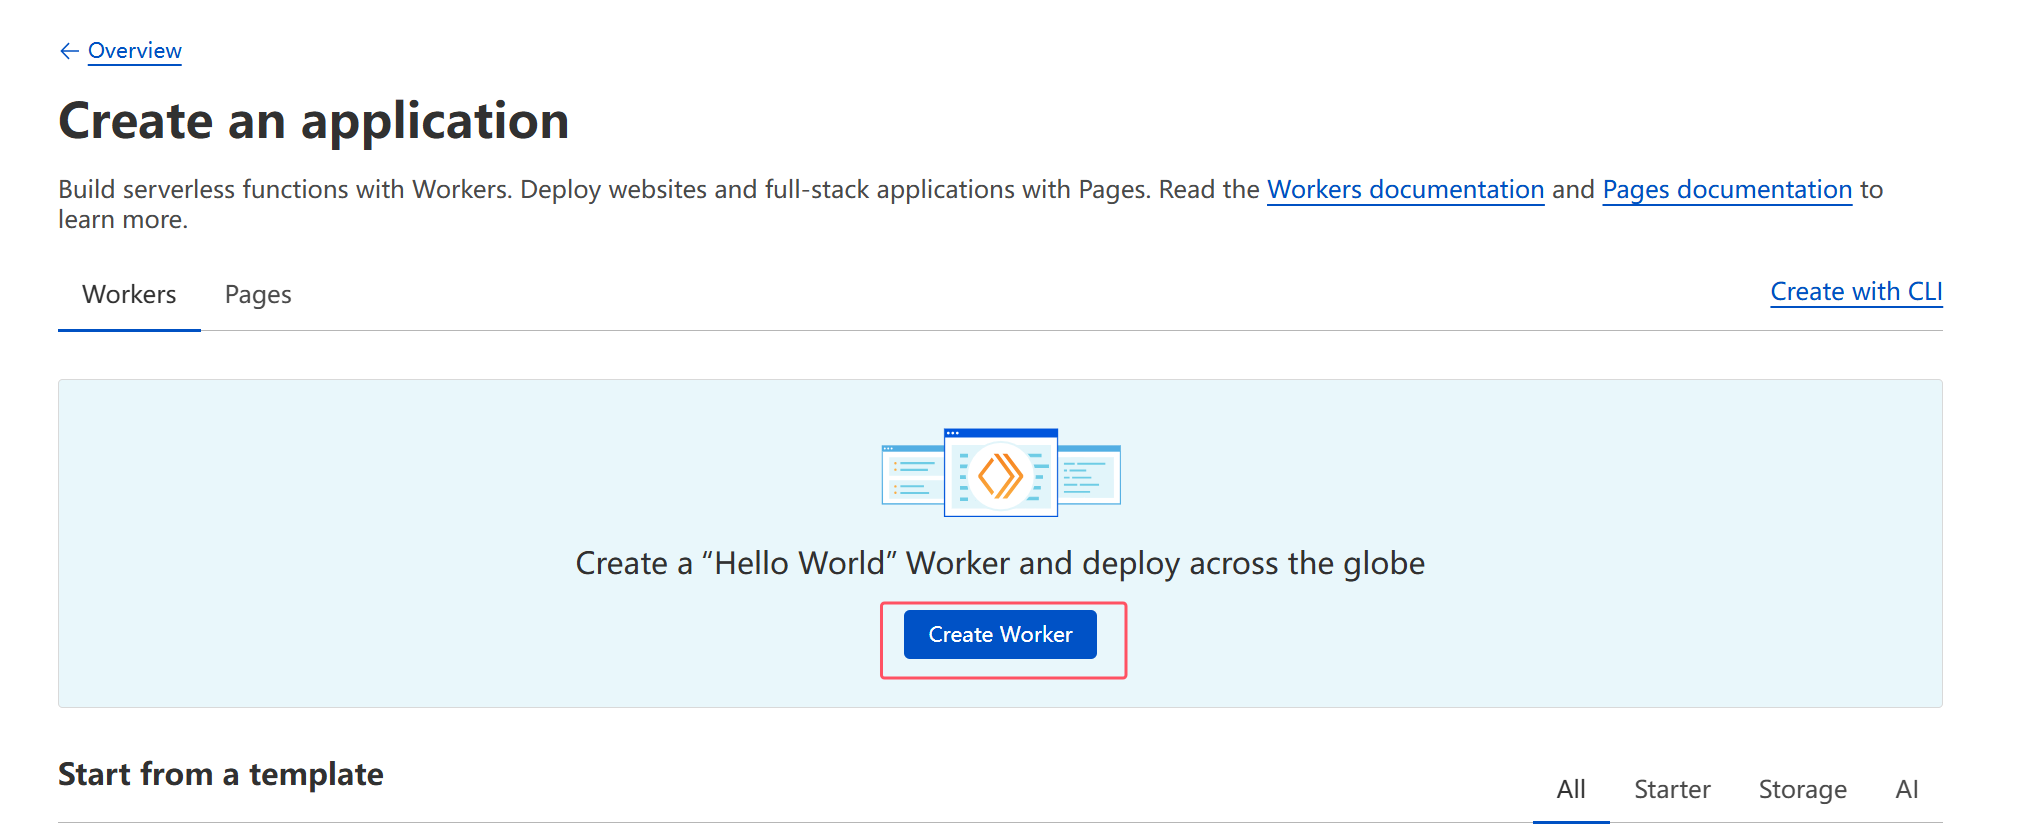 ← Overview
Create an application
Build serverless functions with Workers. Deploy websites and full-stack applications with Pages. Read the Workers documentation and Pages documentation to
learn more.
Workers Pages Create with CLI
Create a “Hello World” Worker and deploy across the globe
Create Worker
Start from a template
All Starter Storage AI